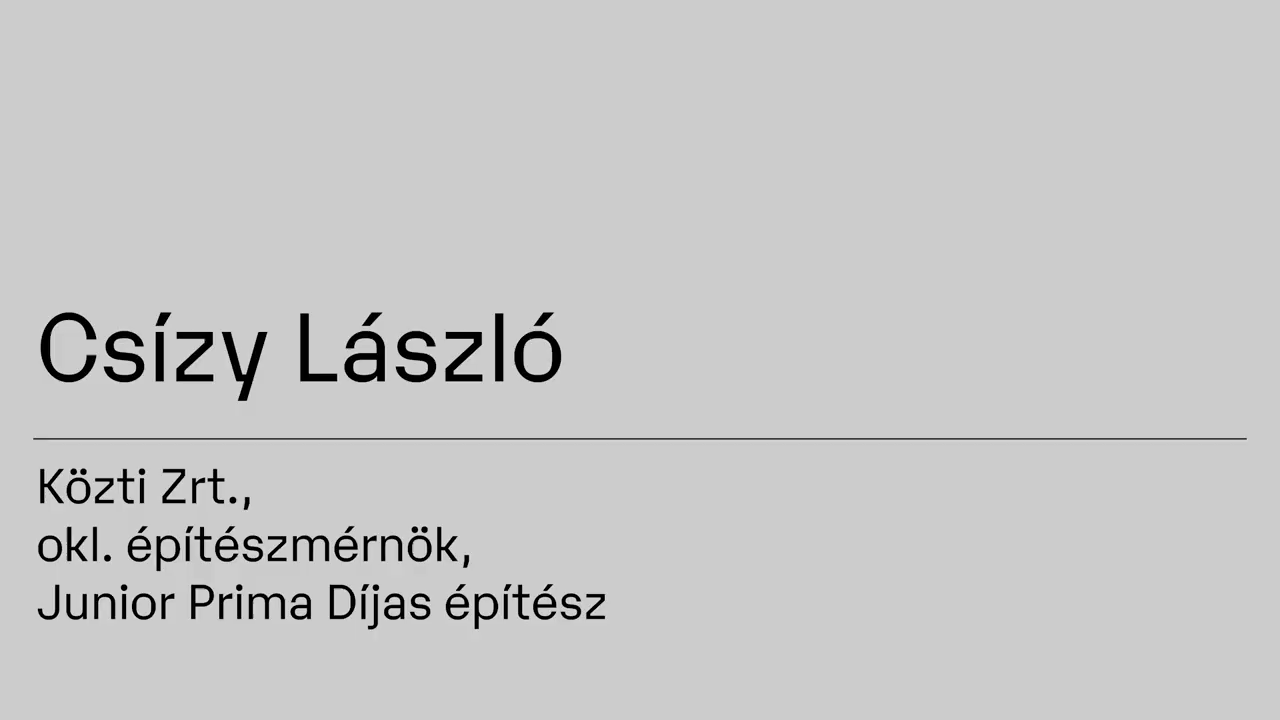 Csízy László
Közti Zrt.,
okl. építészmérnök,
Junior Prima Díjas építész